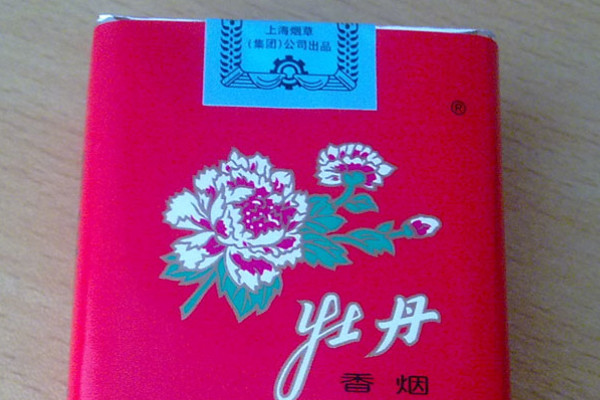 上海烟草
(集团)公司出品
®
牡丹
香烟